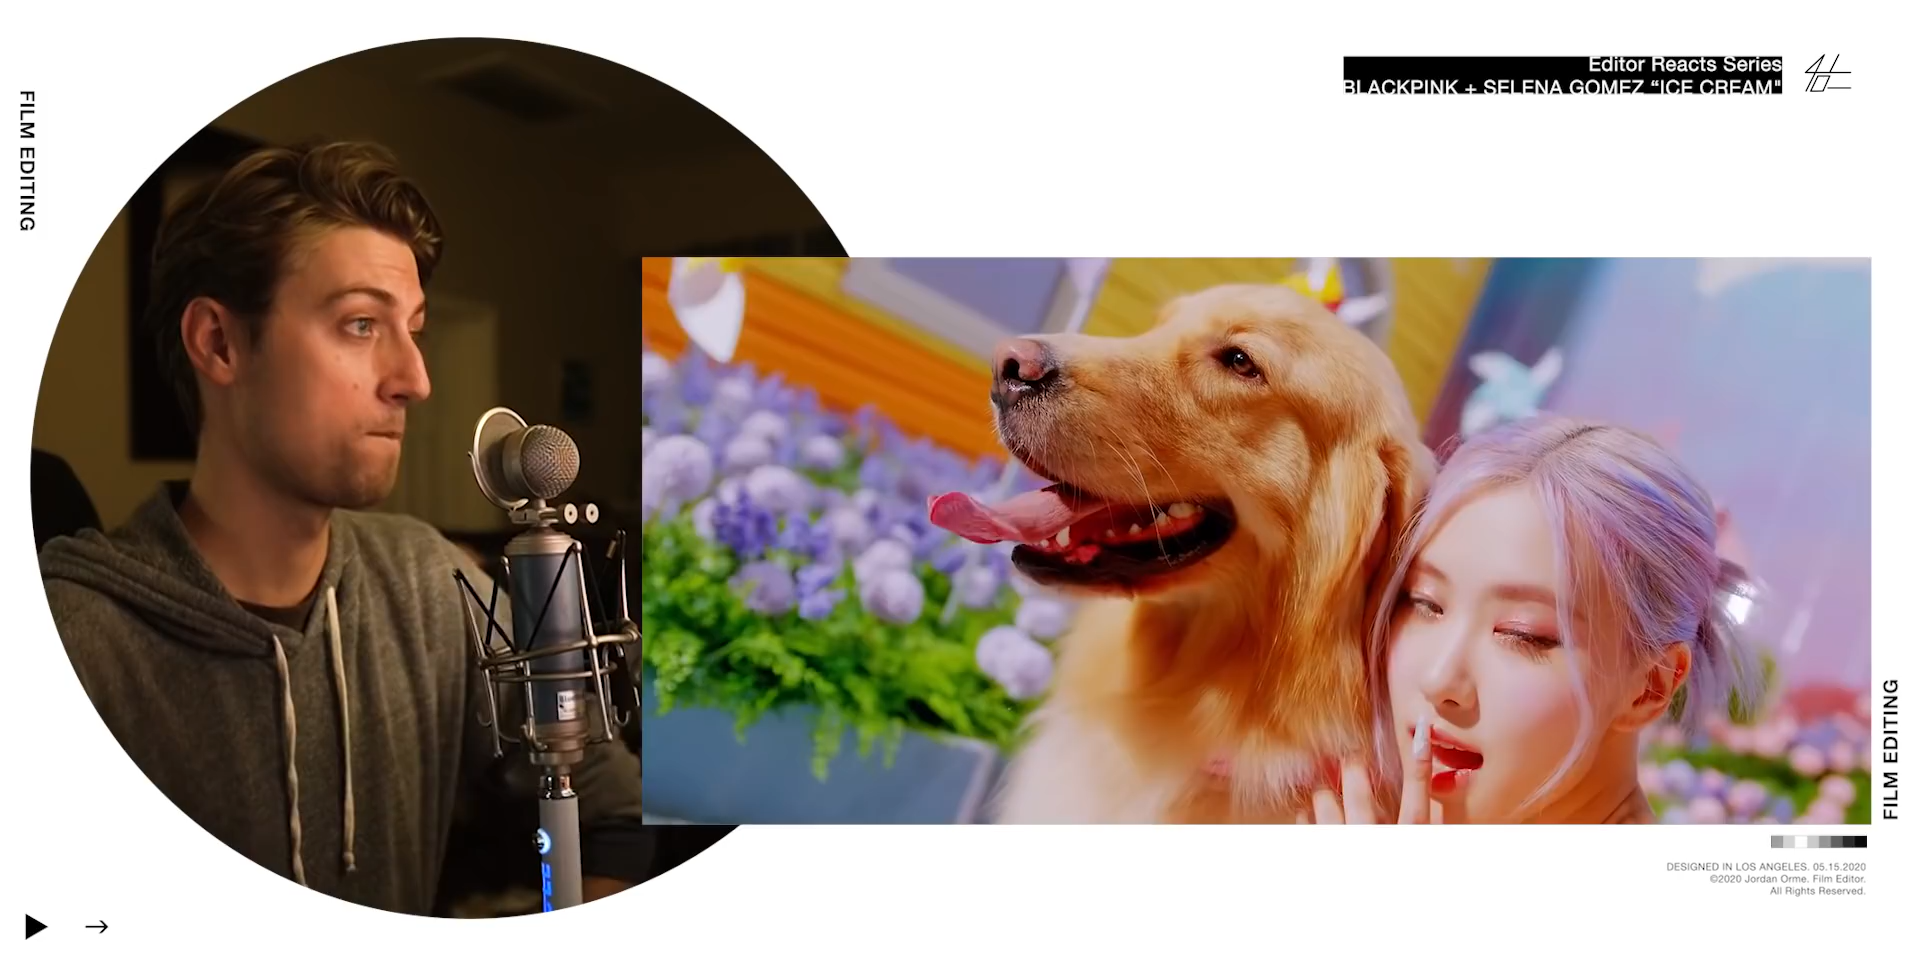 FILM EDITING
Editor Reacts Series
BLACKPINK + SELENA GOMEZ “ICE CREAM"
FILM EDITING
DESIGNED IN LOS ANGELES. 05.15.2020
©2020 Jordan Orme. Film Editor.
All Rights Reserved.